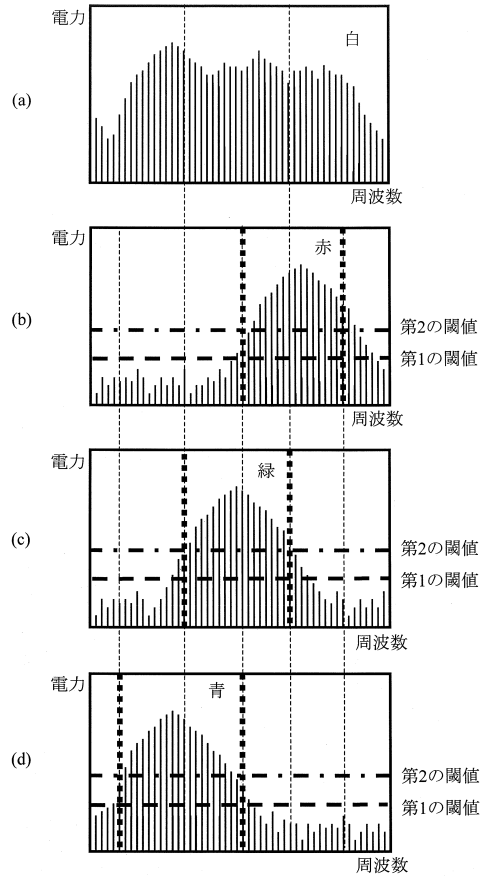 電力
白
(a)
周波数
電力
赤
(b)
第2の閾値
第1の閾値
周波数
電力
緑
(c)
第2の閾値
第1の閾値
周波数
電力
青
(d)
第2の閾値
第1の閾値
周波数